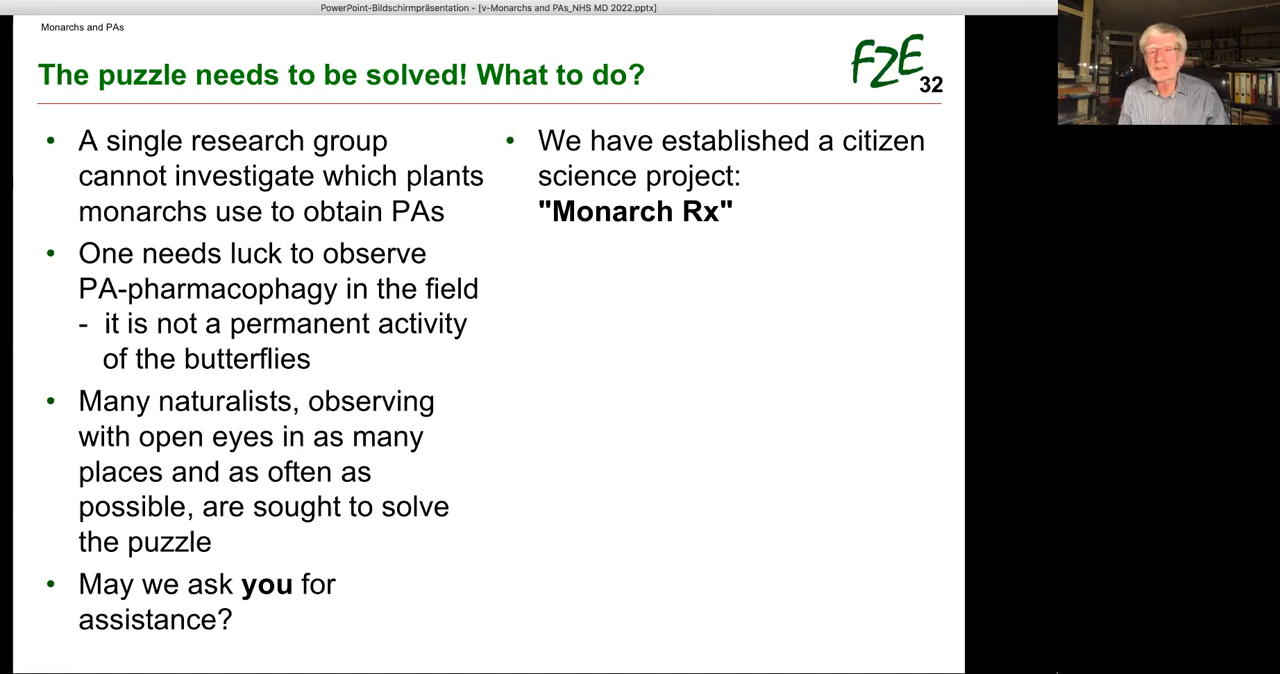 PowerPoint-Bildschirmpräsentation - [v-Monarchs and PAs_NHS MD 2022.pptx]
Monarchs and PAs
The puzzle needs to be solved! What to do?
FZE
32
• A single research group
cannot investigate which plants
monarchs use to obtain PAs
• One needs luck to observe
PA-pharmacophagy in the field
- it is not a permanent activity
of the butterflies
• Many naturalists, observing
with open eyes in as many
places and as often as
possible, are sought to solve
the puzzle
• May we ask you for
assistance?
• We have established a citizen
science project:
"Monarch Rx"